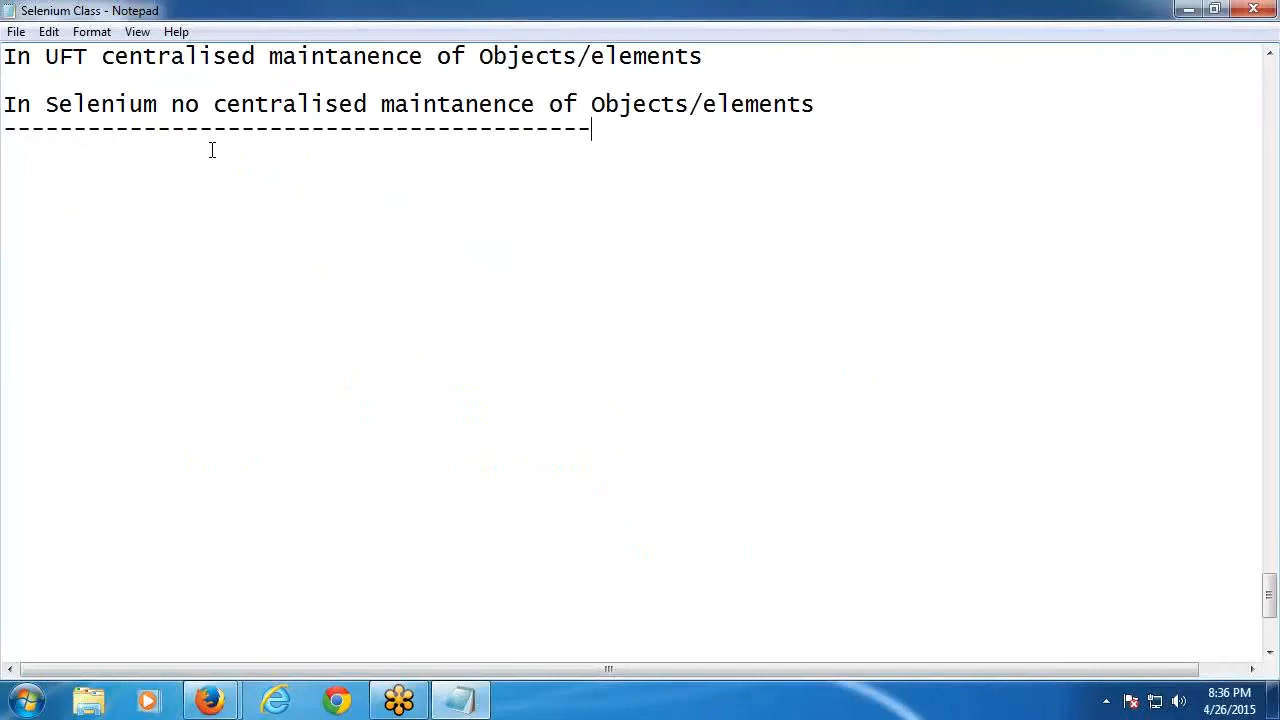 Selenium Class - Notepad
File Edit Format View Help
In UFT centralised maintanence of Objects/elements
In Selenium no centralised maintanence of Objects/elements
------------------------------------------
8:36 PM
4/26/2015